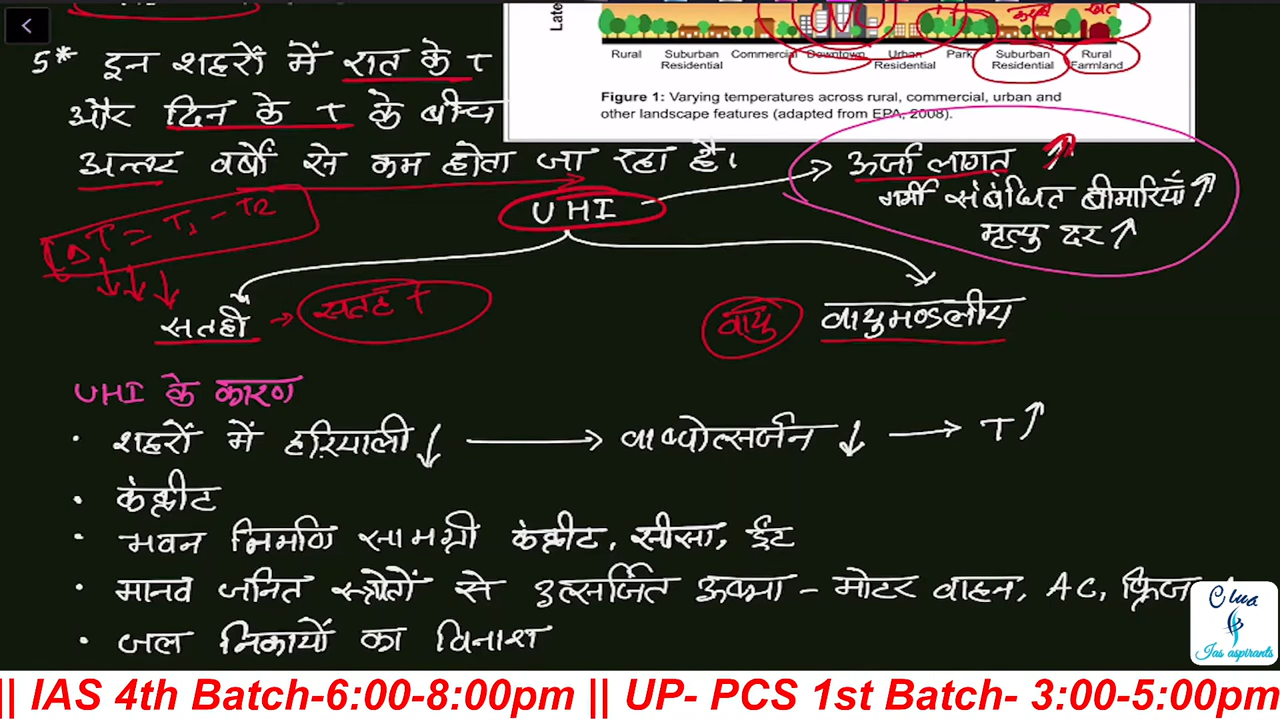 Late
कस्बे खेत
Rural Suburban Residential Commercial Downtown Urban Residential Park Suburban Residential Rural Farmland
Figure 1: Varying temperatures across rural, commercial, urban and
other landscape features (adapted from EPA, 2008).
5* इन शहरों में रात के T
और दिन के T के बीच
अन्तर वर्षों से कम होता जा रहा है।
ΔT = T1 - T2
UHI
ऊर्जा लागत ↑
गर्मी संबंधित बीमारियाँ ↑
मृत्यु दर ↑
सतही → सतह T
वायु वायुमण्डलीय
UHI के कारण
· शहरों में हरियाली ↓ → वाष्पोत्सर्जन ↓ → T ↑
· कंक्रीट
· भवन निर्माण सामग्री कंक्रीट, सीसा, ईंट
· मानव जनित स्त्रोतों से उत्सर्जित ऊष्मा - मोटर वाहन, AC, फ्रिज
· जल निकायों का विनाश
Clue
Ias aspirants
|| IAS 4th Batch-6:00-8:00pm || UP- PCS 1st Batch- 3:00-5:00pm